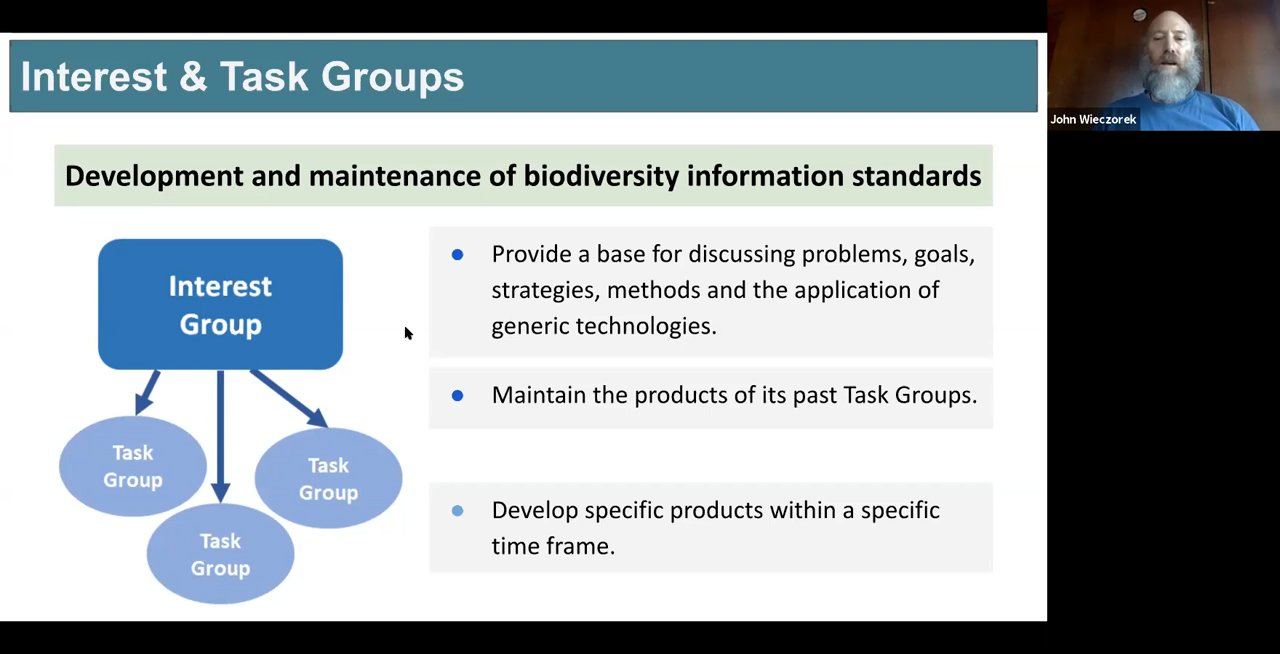 Interest & Task Groups
John Wieczorek
Development and maintenance of biodiversity information standards
Interest
Group
Task
Group
Task
Group
Task
Group
Provide a base for discussing problems, goals,
strategies, methods and the application of
generic technologies.
Maintain the products of its past Task Groups.
Develop specific products within a specific
time frame.